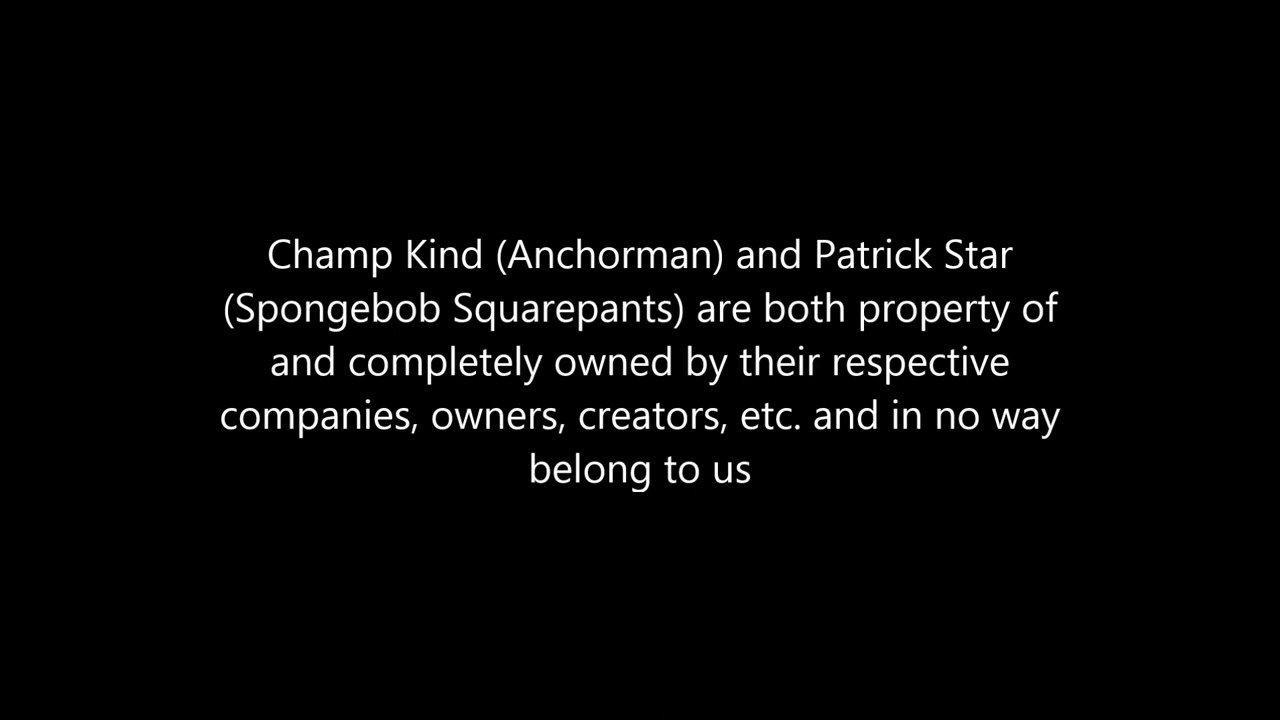 Champ Kind (Anchorman) and Patrick Star
(Spongebob Squarepants) are both property of
and completely owned by their respective
companies, owners, creators, etc. and in no way
belong to us